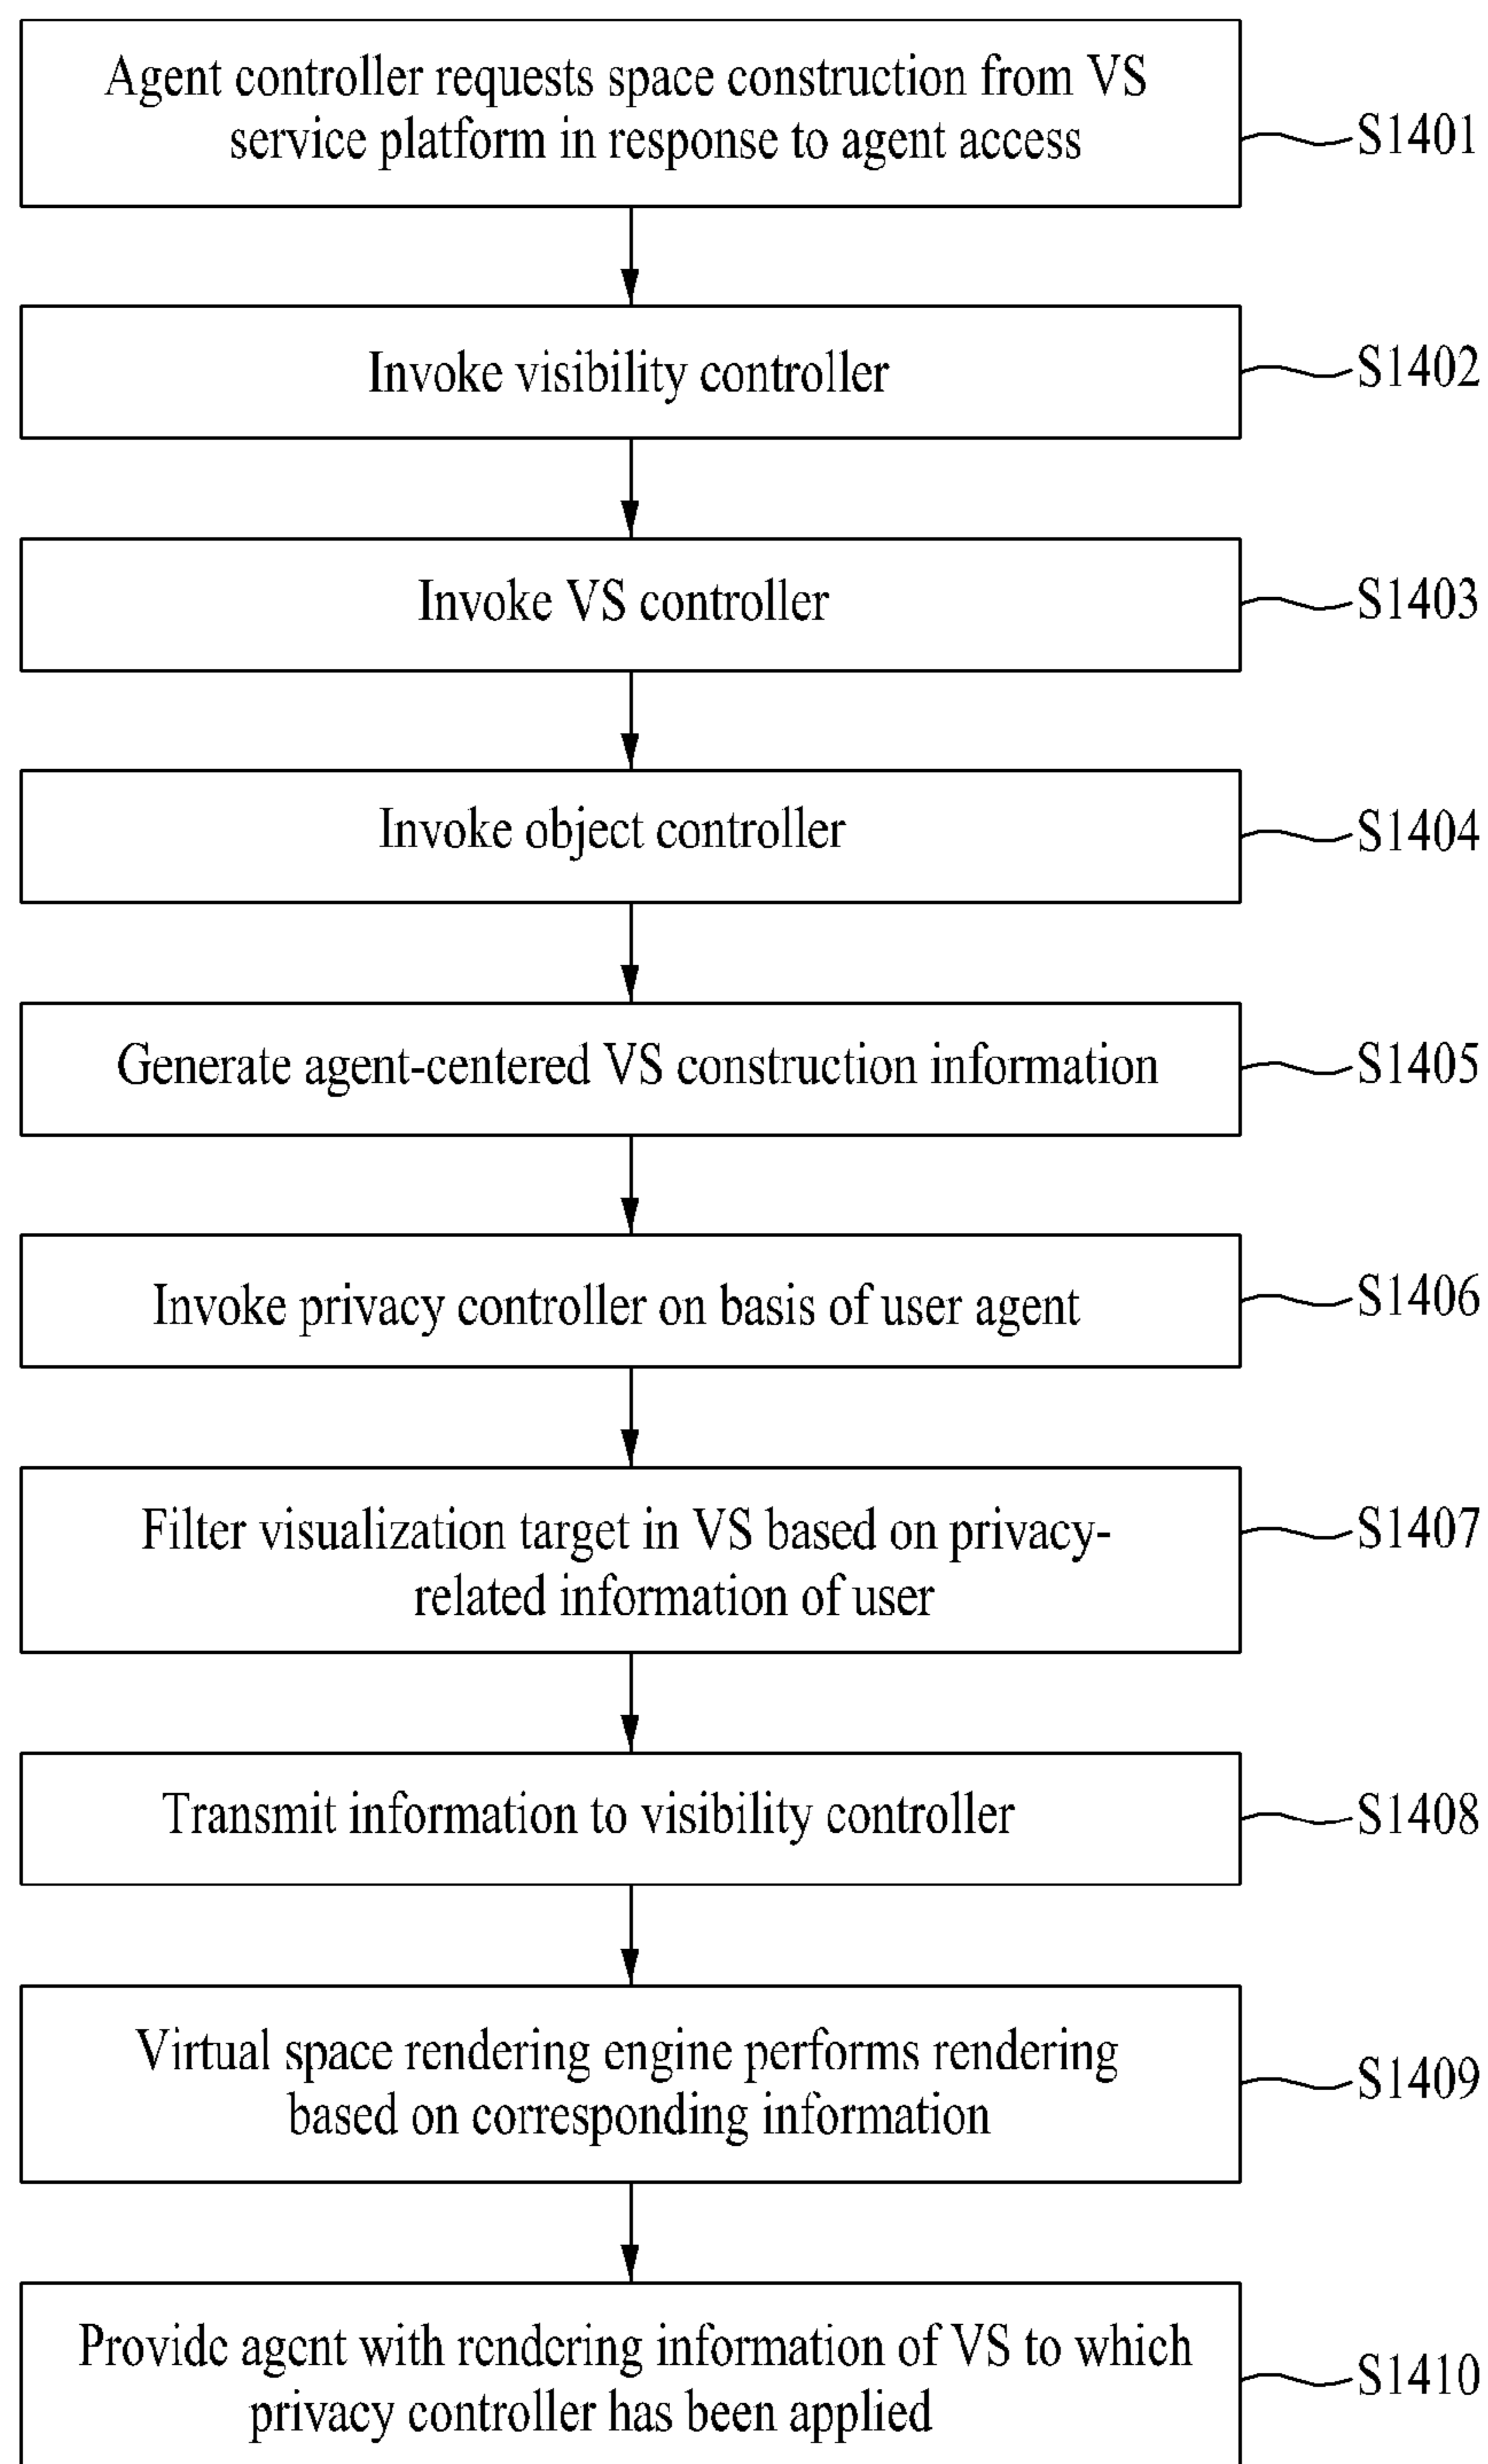 Agent controller requests space construction from VS
service platform in response to agent access
S1401
Invoke visibility controller
S1402
Invoke VS controller
S1403
Invoke object controller
S1404
Generate agent-centered VS construction information
S1405
Invoke privacy controller on basis of user agent
S1406
Filter visualization target in VS based on privacy-
related information of user
S1407
Transmit information to visibility controller
S1408
Virtual space rendering engine performs rendering
based on corresponding information
S1409
Provide agent with rendering information of VS to which
privacy controller has been applied
S1410